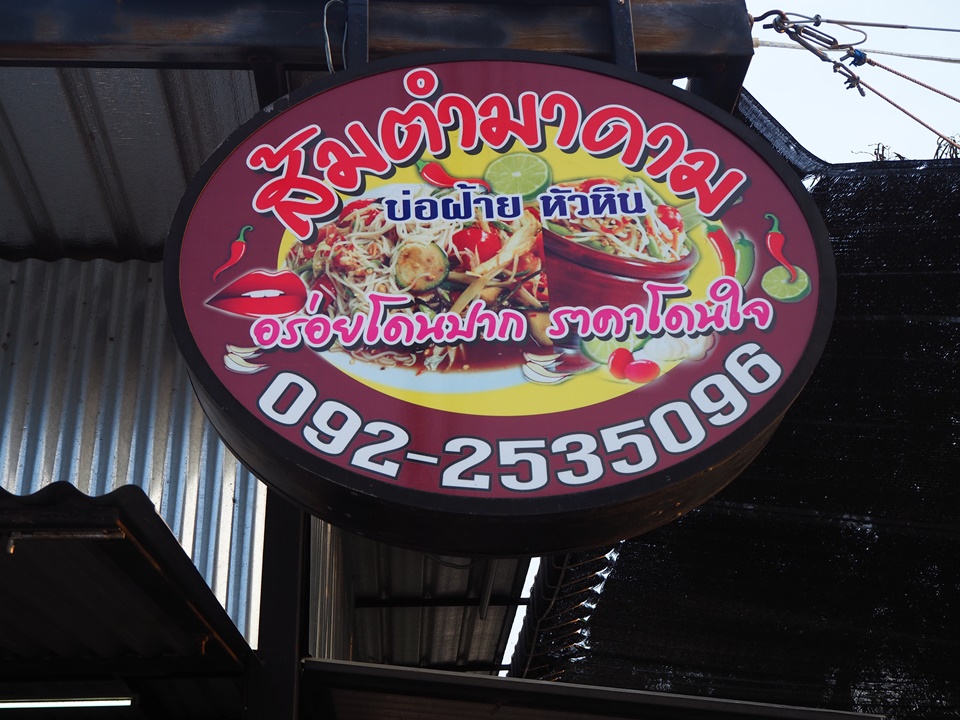 ส้มตำมาดาม
บ่อฝ้าย หัวหิน
อร่อยโดนปาก ราคาโดนใจ
092-2535096